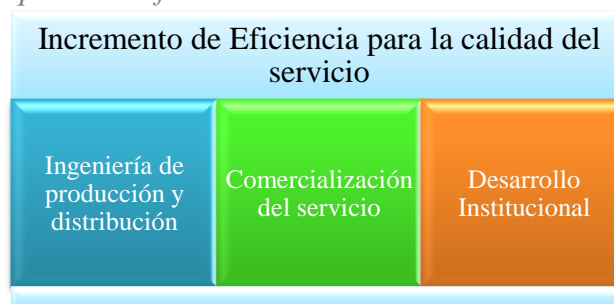 Incremento de Eficiencia para la calidad del
servicio
Ingeniería de
producción y
distribución
Comercialización
del servicio
Desarrollo
Institucional